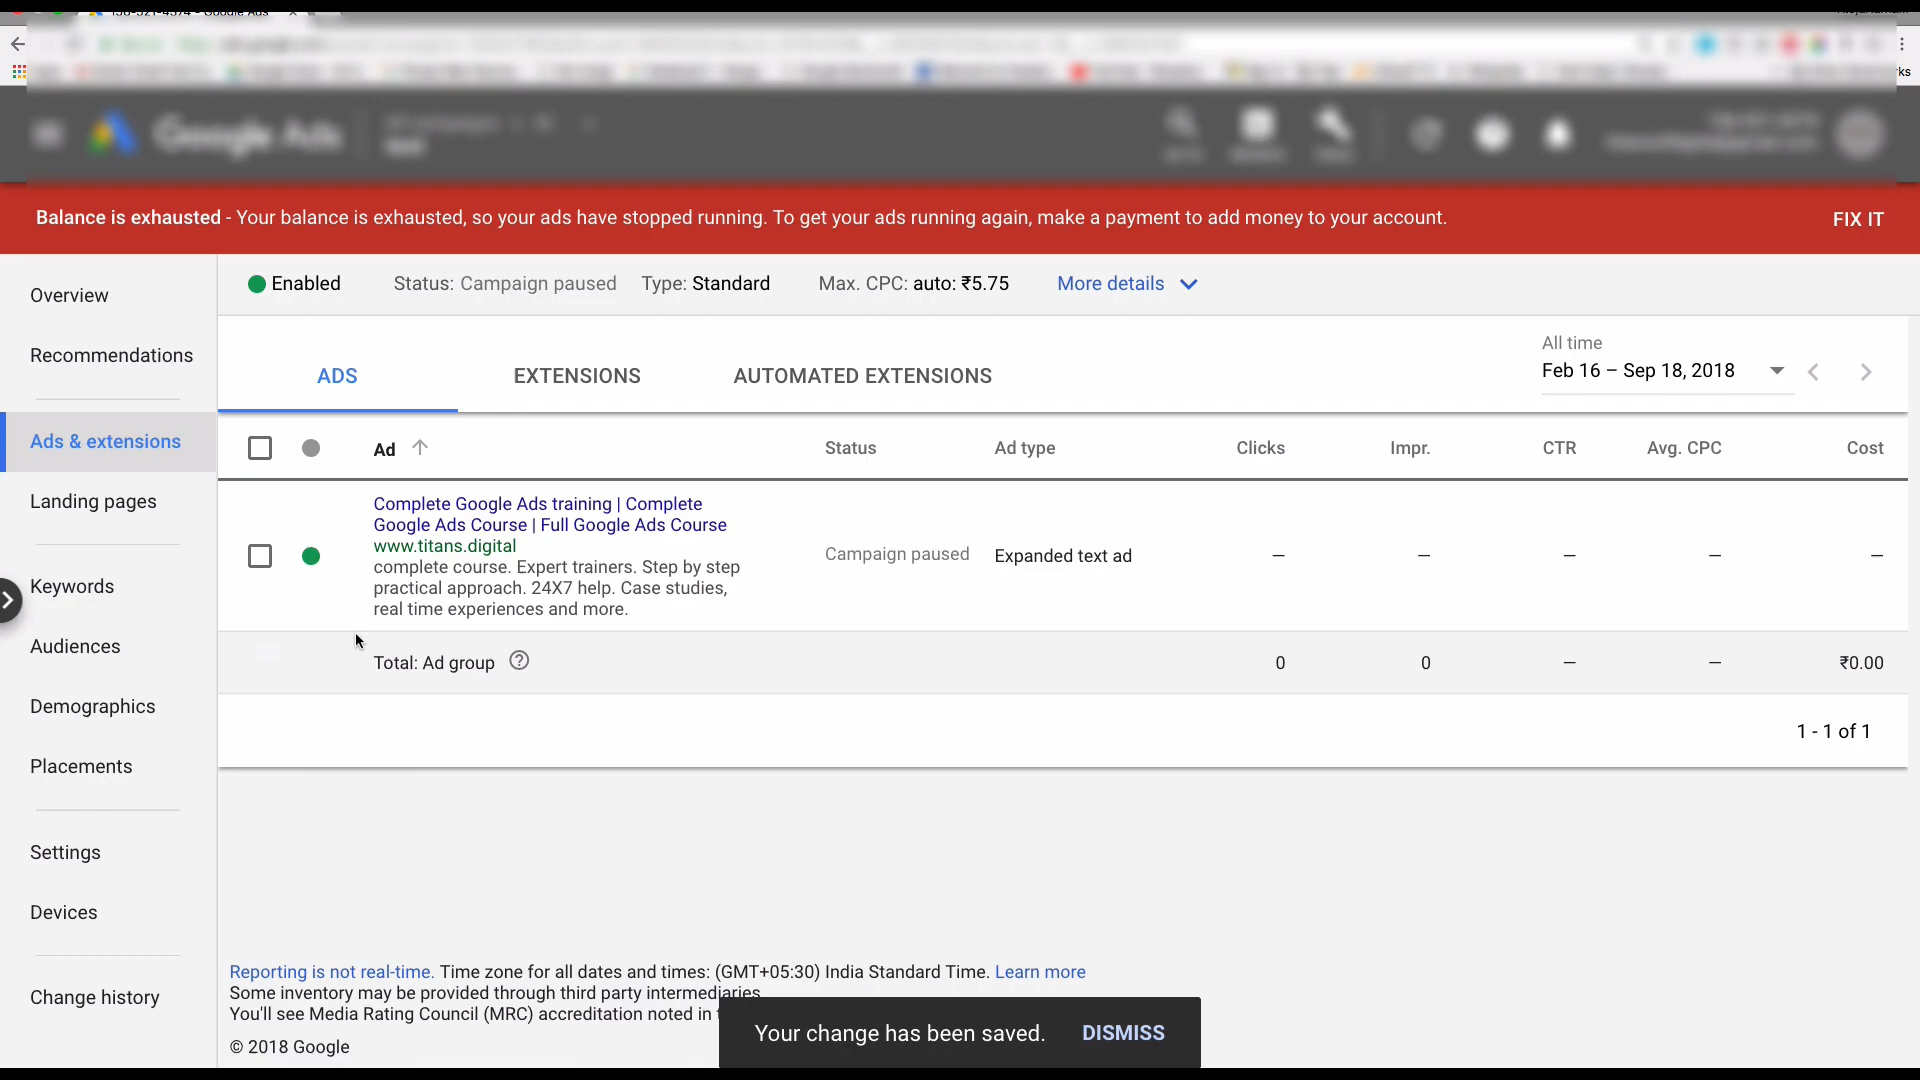 Google Ads
Balance is exhausted - Your balance is exhausted, so your ads have stopped running. To get your ads running again, make a payment to add money to your account.
FIX IT
Enabled
Status: Campaign paused
Type: Standard
Max. CPC: auto: ₹5.75
More details
Overview
Recommendations
Ads & extensions
Landing pages
Keywords
Audiences
Demographics
Placements
Settings
Devices
Change history
ADS
EXTENSIONS
AUTOMATED EXTENSIONS
All time
Feb 16 – Sep 18, 2018
Ad
Status
Ad type
Clicks
Impr.
CTR
Avg. CPC
Cost
Complete Google Ads training | Complete
Google Ads Course | Full Google Ads Course
www.titans.digital
complete course. Expert trainers. Step by step
practical approach. 24X7 help. Case studies,
real time experiences and more.
Campaign paused
Expanded text ad
—
—
—
—
—
Total: Ad group
0
0
—
—
₹0.00
1 - 1 of 1
Reporting is not real-time. Time zone for all dates and times: (GMT+05:30) India Standard Time. Learn more
Some inventory may be provided through third party intermediaries.
You'll see Media Rating Council (MRC) accreditation noted in
© 2018 Google
Your change has been saved.
DISMISS